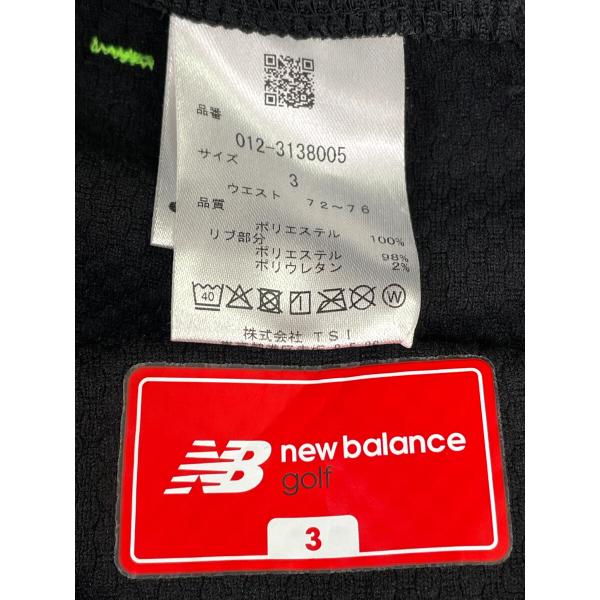 品番
012-3138005
サイズ
3
ウエスト 72~76
品質
ポリエステル 100%
リブ部分
ポリエステル 98%
ポリウレタン 2%
40
W
株式会社 TSI
NB new balance
golf
3